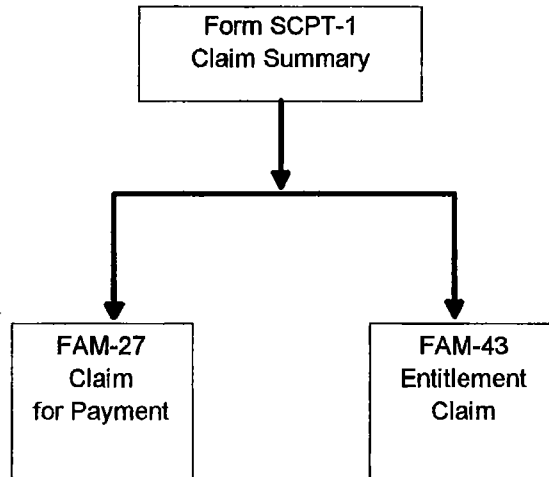 Form SCPT-1
Claim Summary
FAM-27
Claim
for Payment
FAM-43
Entitlement
Claim